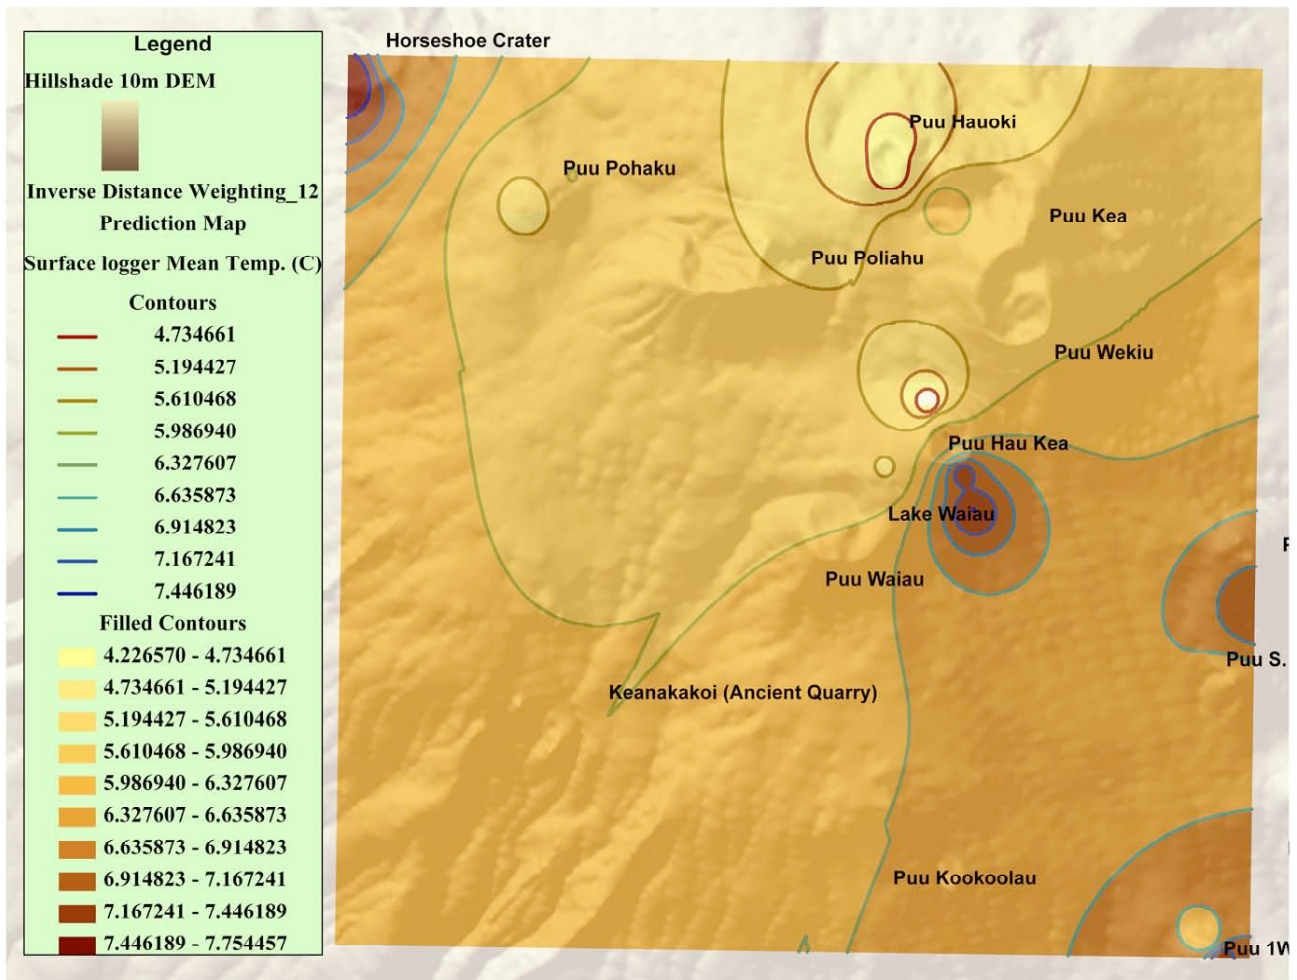 Legend
Hillshade 10m DEM
Inverse Distance Weighting_12
Prediction Map
Surface logger Mean Temp. (C)
Contours
4.734661
5.194427
5.610468
5.986940
6.327607
6.635873
6.914823
7.167241
7.446189
Filled Contours
4.226570 - 4.734661
4.734661 - 5.194427
5.194427 - 5.610468
5.610468 - 5.986940
5.986940 - 6.327607
6.327607 - 6.635873
6.635873 - 6.914823
6.914823 - 7.167241
7.167241 - 7.446189
7.446189 - 7.754457
Horseshoe Crater
Puu Hauoki
Puu Pohaku
Puu Kea
Puu Poliahu
Puu Wekiu
Puu Hau Kea
Lake Waiau
Puu Waiau
Puu S.
Keanakakoi (Ancient Quarry)
Puu Kookoolau
Puu 1W